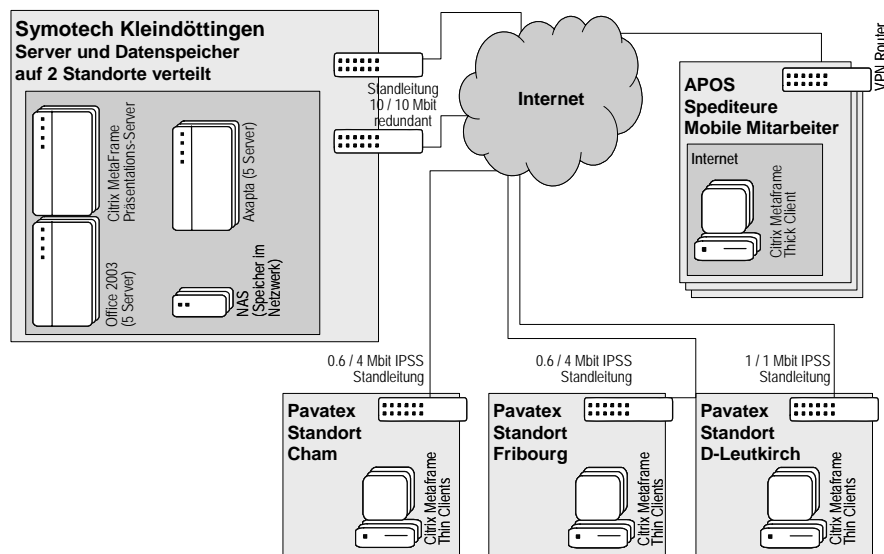 Symotech Kleindöttingen
Server und Datenspeicher
auf 2 Standorte verteilt
Citrix MetaFrame
Präsentations-Server
Axapta (5 Server)
Office 2003
(5 Server)
NAS
(Speicher im
Netzwerk)
Standleitung
10 / 10 Mbit
redundant
Internet
VPN Router
APOS
Spediteure
Mobile Mitarbeiter
Internet
Citrix Metaframe
Thick Client
0.6 / 4 Mbit IPSS
Standleitung
0.6 / 4 Mbit IPSS
Standleitung
1 / 1 Mbit IPSS
Standleitung
Pavatex
Standort
Cham
Citrix Metaframe
Thin Clients
Pavatex
Standort
Fribourg
Citrix Metaframe
Thin Clients
Pavatex
Standort
D-Leutkirch
Citrix Metaframe
Thin Clients